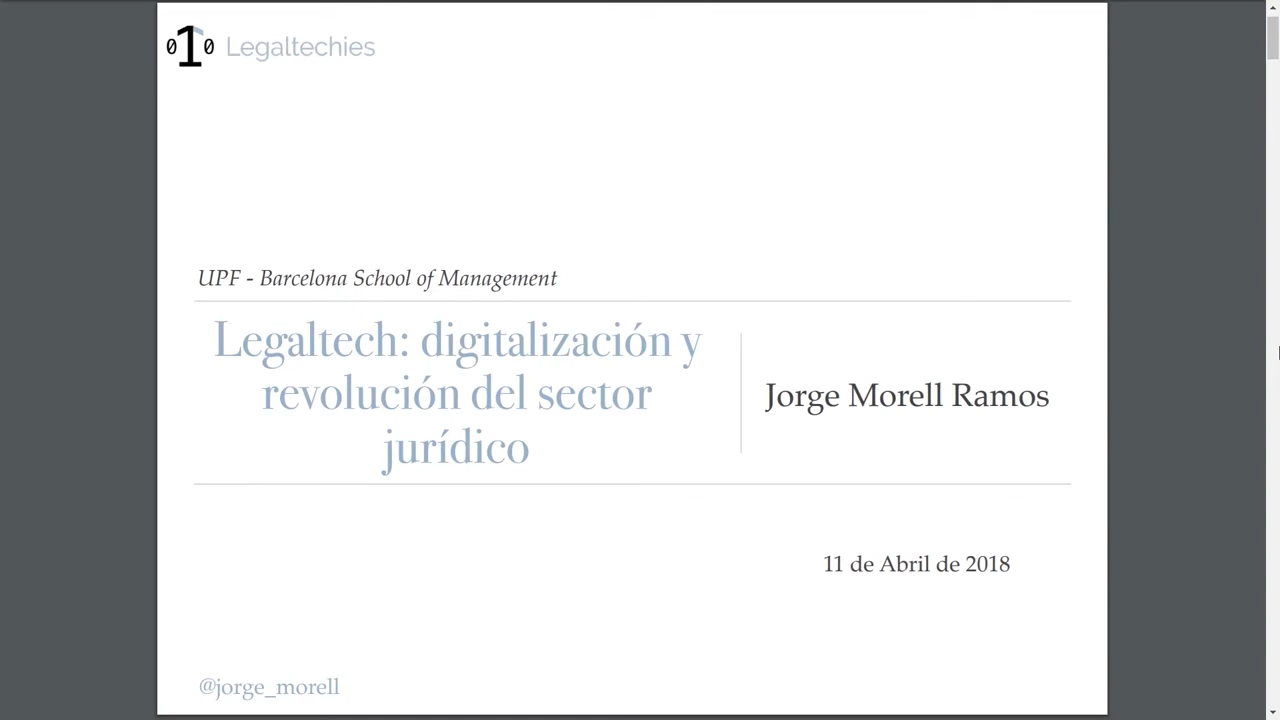 010 Legaltechies
UPF - Barcelona School of Management
Legaltech: digitalización y
revolución del sector
jurídico
Jorge Morell Ramos
11 de Abril de 2018
@jorge_morell